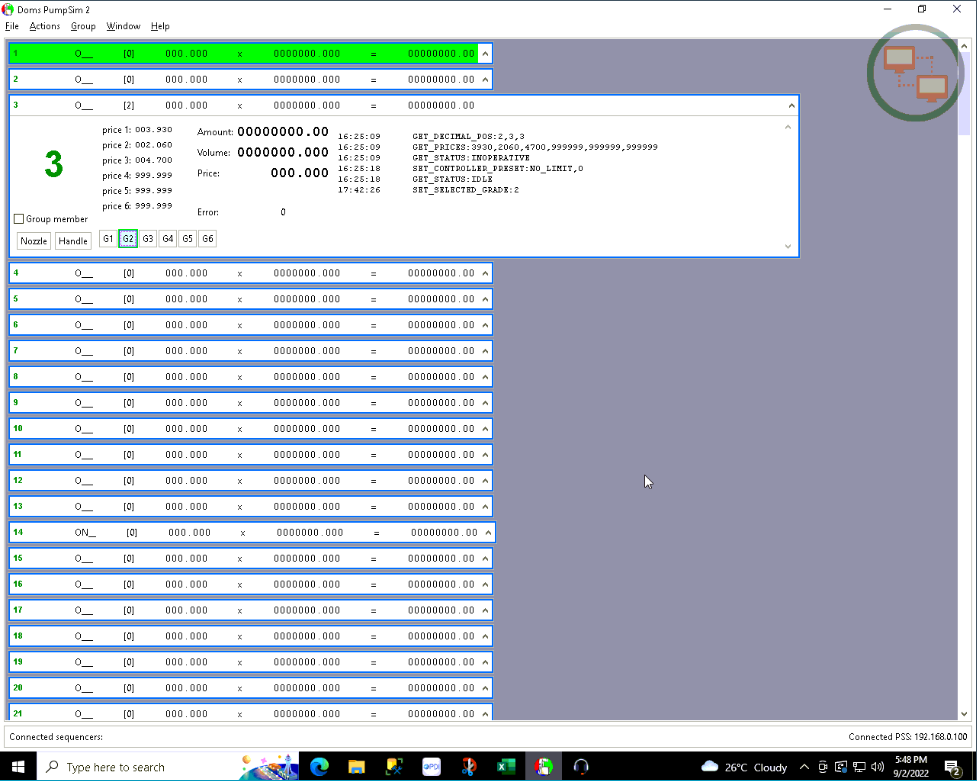 Doms PumpSim 2
File Actions Group Window Help
1 O__ [0] 000.000 x 0000000.000 = 00000000.00
2 O__ [0] 000.000 x 0000000.000 = 00000000.00
3 O__ [2] 000.000 x 0000000.000 = 00000000.00
3
price 1: 003.930
price 2: 002.060
price 3: 004.700
price 4: 999.999
price 5: 999.999
price 6: 999.999
Amount: 00000000.00
Volume: 0000000.000
Price: 000.000
Error: 0
16:25:09 GET_DECIMAL_POS:2,3,3
16:25:09 GET_PRICES:3930,2060,4700,999999,999999,999999
16:25:09 GET_STATUS:INOPERATIVE
16:25:18 SET_CONTROLLER_PRESET:NO_LIMIT,0
16:25:18 GET_STATUS:IDLE
17:42:26 SET_SELECTED_GRADE:2
Group member
Nozzle Handle G1 G2 G3 G4 G5 G6
4 O__ [0] 000.000 x 0000000.000 = 00000000.00
5 O__ [0] 000.000 x 0000000.000 = 00000000.00
6 O__ [0] 000.000 x 0000000.000 = 00000000.00
7 O__ [0] 000.000 x 0000000.000 = 00000000.00
8 O__ [0] 000.000 x 0000000.000 = 00000000.00
9 O__ [0] 000.000 x 0000000.000 = 00000000.00
10 O__ [0] 000.000 x 0000000.000 = 00000000.00
11 O__ [0] 000.000 x 0000000.000 = 00000000.00
12 O__ [0] 000.000 x 0000000.000 = 00000000.00
13 O__ [0] 000.000 x 0000000.000 = 00000000.00
14 ON_ [0] 000.000 x 0000000.000 = 00000000.00
15 O__ [0] 000.000 x 0000000.000 = 00000000.00
16 O__ [0] 000.000 x 0000000.000 = 00000000.00
17 O__ [0] 000.000 x 0000000.000 = 00000000.00
18 O__ [0] 000.000 x 0000000.000 = 00000000.00
19 O__ [0] 000.000 x 0000000.000 = 00000000.00
20 O__ [0] 000.000 x 0000000.000 = 00000000.00
21 O__ [0] 000.000 x 0000000.000 = 00000000.00
Connected sequencers: Connected PSS: 192.168.0.100
Type here to search
26°C Cloudy
5:48 PM
9/2/2022
2